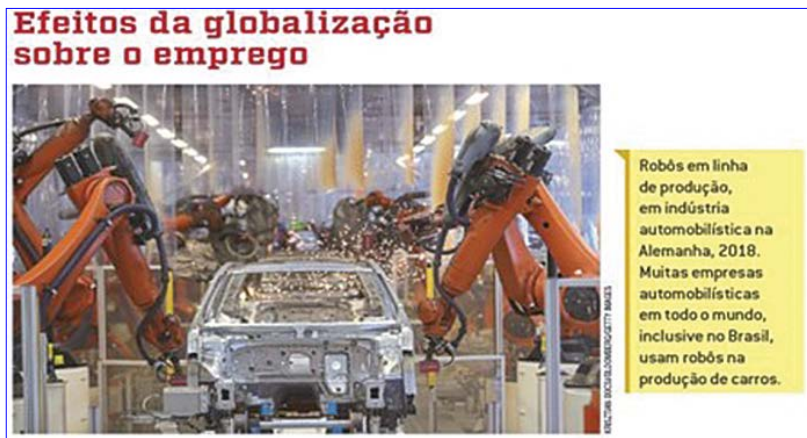 Efeitos da globalização
sobre o emprego
Robôs em linha
de produção,
em indústria
automobilística na
Alemanha, 2018.
Muitas empresas
automobilísticas
em todo o mundo,
inclusive no Brasil,
usam robôs na
produção de carros.